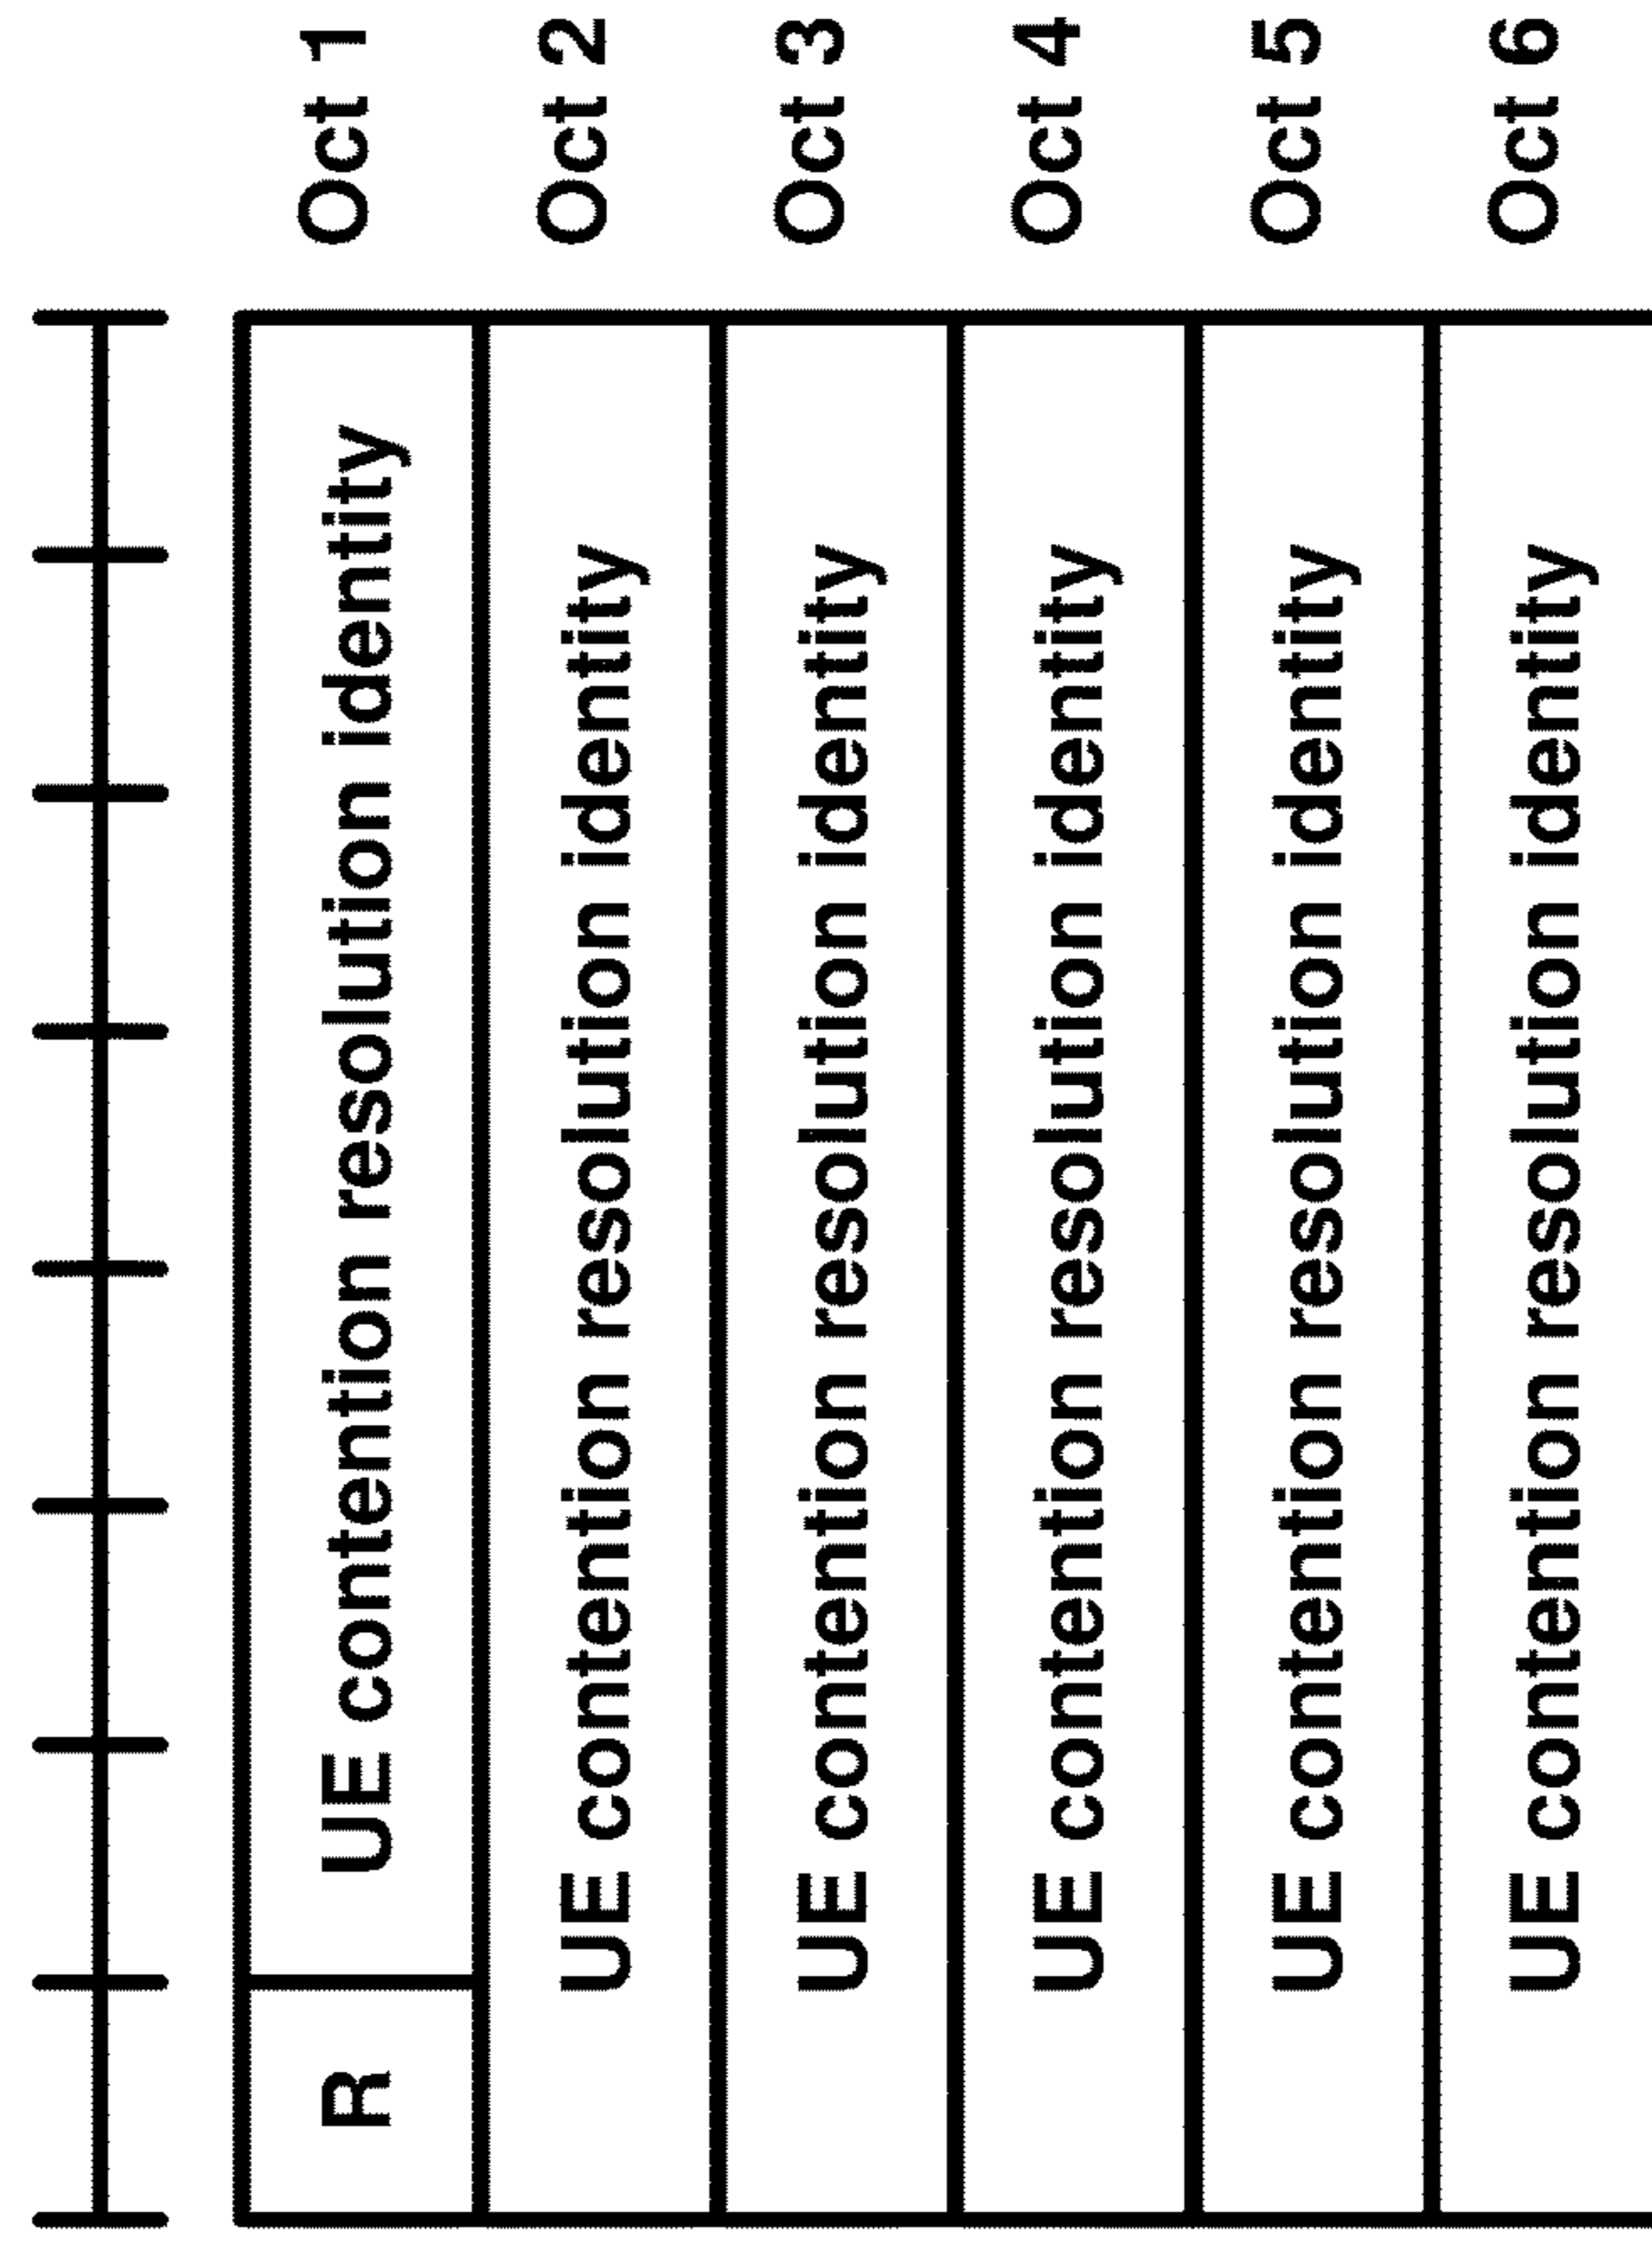 R UE contention resolution identity Oct 1
UE contention resolution identity Oct 2
UE contention resolution identity Oct 3
UE contention resolution identity Oct 4
UE contention resolution identity Oct 5
UE contention resolution identity Oct 6